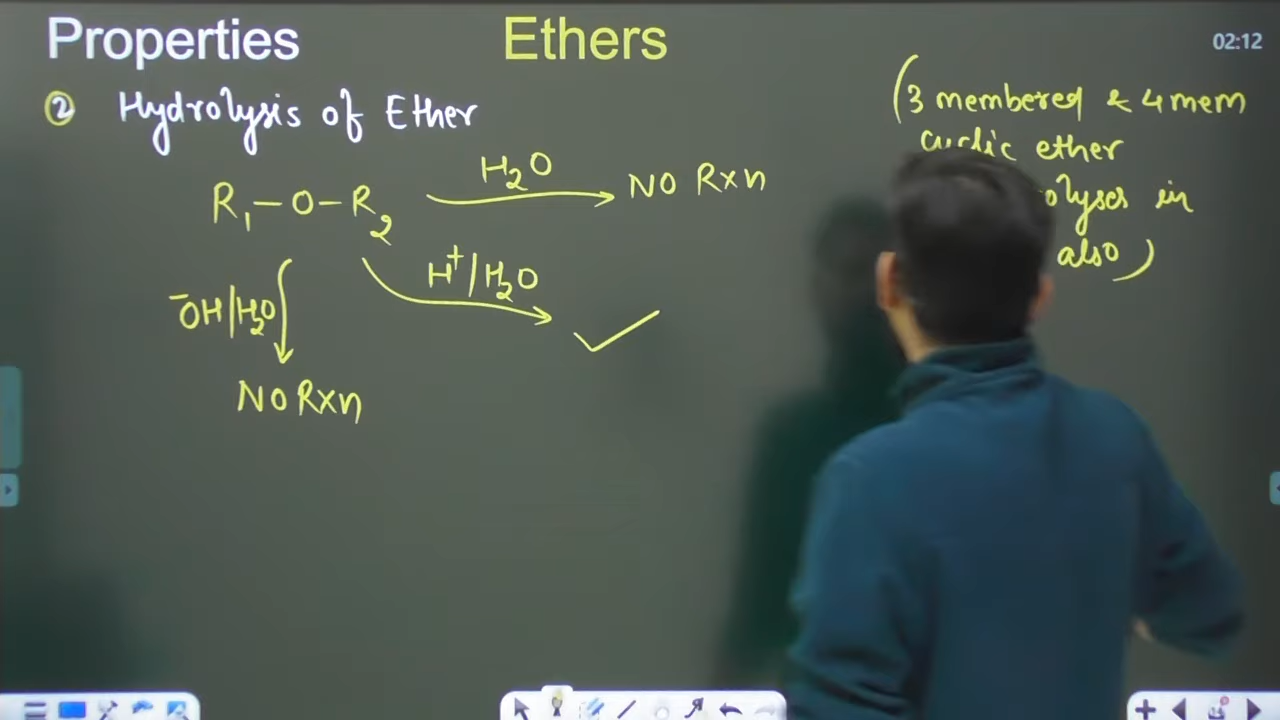 Properties
Ethers
02:12
② Hydrolysis of Ether
(3 membered & 4 mem
cyclic ether
in
also)
R₁-O-R₂
H₂O
NO Rxn
H⁺/H₂O
⁻OH/H₂O
NO Rxn